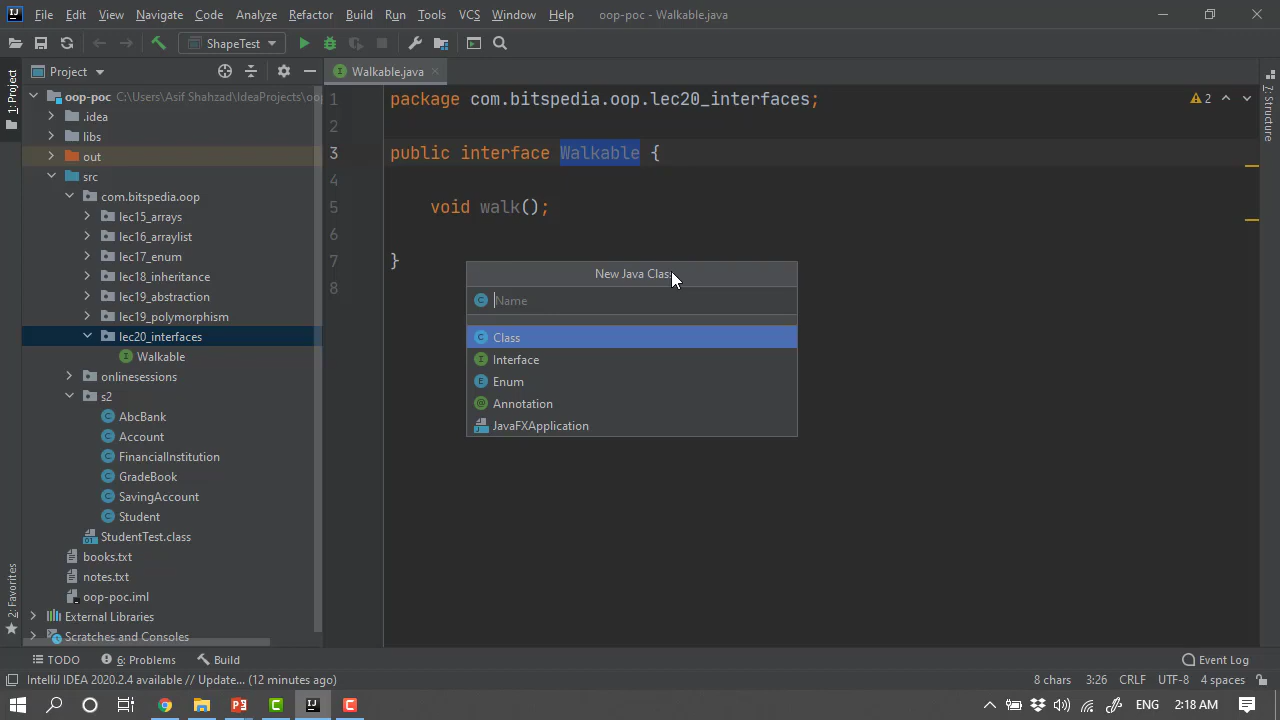 File Edit View Navigate Code Analyze Refactor Build Run Tools VCS Window Help oop-poc - Walkable.java
ShapeTest
Project
Walkable.java
1: Project
7: Structure
2: Favorites
oop-poc C:\Users\Asif Shahzad\IdeaProjects\oop
.idea
libs
out
src
com.bitspedia.oop
lec15_arrays
lec16_arraylist
lec17_enum
lec18_inheritance
lec19_abstraction
lec19_polymorphism
lec20_interfaces
Walkable
onlinesessions
s2
AbcBank
Account
FinancialInstitution
GradeBook
SavingAccount
Student
StudentTest.class
books.txt
notes.txt
oop-poc.iml
External Libraries
Scratches and Consoles
1 package com.bitspedia.oop.lec20_interfaces;
2
3 public interface Walkable {
4
5 void walk();
6
7 }
8
2
New Java Class
Name
Class
Interface
Enum
Annotation
JavaFXApplication
TODO 6: Problems Build Event Log
IntelliJ IDEA 2020.2.4 available // Update... (12 minutes ago) 8 chars 3:26 CRLF UTF-8 4 spaces
ENG 2:18 AM